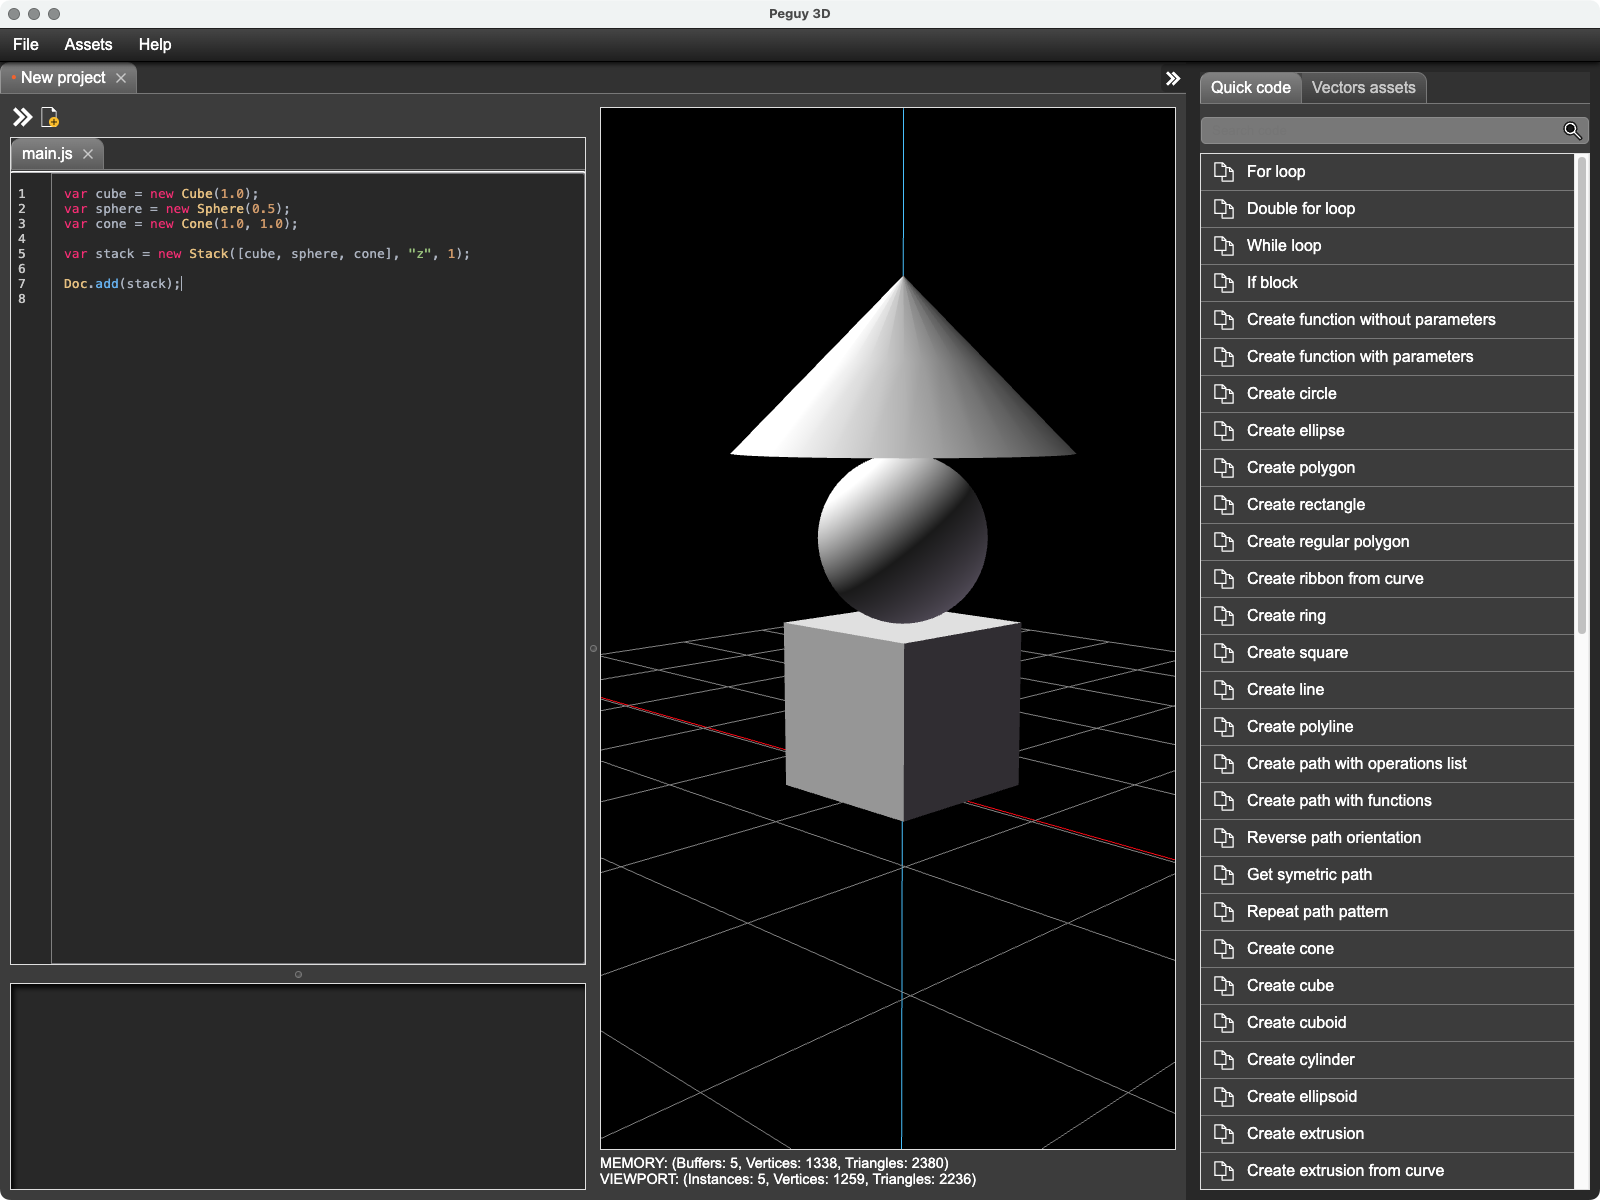 Peguy 3D
File Assets Help
New project
Quick code Vectors assets
main.js
1 var cube = new Cube(1.0);
2 var sphere = new Sphere(0.5);
3 var cone = new Cone(1.0, 1.0);
4
5 var stack = new Stack([cube, sphere, cone], "z", 1);
6
7 Doc.add(stack);
8
For loop
Double for loop
While loop
If block
Create function without parameters
Create function with parameters
Create circle
Create ellipse
Create polygon
Create rectangle
Create regular polygon
Create ribbon from curve
Create ring
Create square
Create line
Create polyline
Create path with operations list
Create path with functions
Reverse path orientation
Get symetric path
Repeat path pattern
Create cone
Create cube
Create cuboid
Create cylinder
Create ellipsoid
Create extrusion
Create extrusion from curve
MEMORY: (Buffers: 5, Vertices: 1338, Triangles: 2380)
VIEWPORT: (Instances: 5, Vertices: 1259, Triangles: 2236)